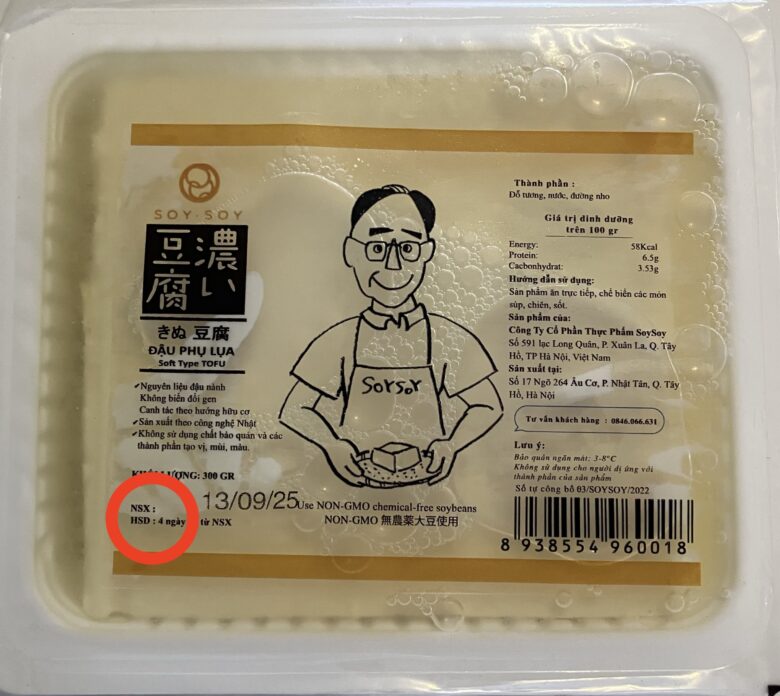 SOY·SOY
濃い
豆腐
きぬ 豆腐
ĐẬU PHỤ LỤA
Soft Type TOFU
✓Nguyên liệu đậu nành
Không biến đổi gen
Canh tác theo hướng hữu cơ
✓Sản xuất theo công nghệ Nhật
✓Không sử dụng chất bảo quản và các
thành phần tạo vị, mùi, màu.
KHỐI LƯỢNG: 300 GR
NSX : 13/09/25
HSD : 4 ngày từ NSX
Use NON-GMO chemical-free soybeans
NON-GMO 無農薬大豆使用
SoySoy
Thành phần :
Đỗ tương, nước, đường nho
Giá trị dinh dưỡng
trên 100 gr
Energy: 58Kcal
Protein: 6.5g
Cacbonhydrat: 3.53g
Hướng dẫn sử dụng:
Sản phẩm ăn trực tiếp, chế biến các món
súp, chiên, sốt.
Sản phẩm của:
Công Ty Cổ Phần Thực Phẩm SoySoy
Số 591 lạc Long Quân, P. Xuân La, Q. Tây
Hồ, TP Hà Nội, Việt Nam
Sản xuất tại:
Số 17 Ngõ 264 Âu Cơ, P. Nhật Tân, Q. Tây
Hồ, Hà Nội
Tư vấn khách hàng : 0846.066.631
Lưu ý:
Bảo quản ngăn mát: 3-8°C
Không sử dụng cho người dị ứng với
thành phần của sản phẩm
Số tự công bố 03/SOYSOY/2022
8 938554 960018